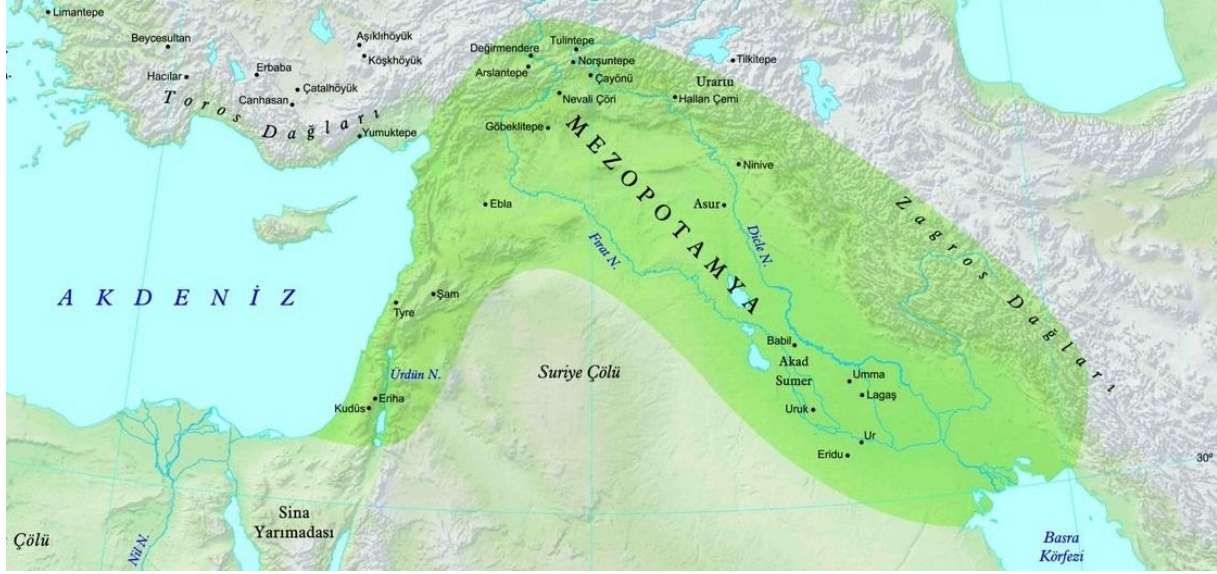 Limantepe
Beycesultan
Aşıklıhöyük
Köşkhöyük
Hacılar
Erbaba
Çatalhöyük
Canhasan
Toros Dağları
Yumuktepe
Değirmendere
Tulintepe
Norşuntepe
Arslantepe
Çayönü
Nevali Çöri
Göbeklitepe
Tilkitepe
Urartu
Hallan Çemi
MEZOPOTAMYA
Ninive
Asur
Ebla
Fırat N.
Dicle N.
Zagros Dağları
AKDENİZ
Şam
Tyre
Ürdün N.
Suriye Çölü
Babil
Akad
Sumer
Umma
Lagaş
Uruk
Ur
Eridu
Kudüs
Eriha
30º
Sina
Yarımadası
Çölü
Nil N.
Basra
Körfezi